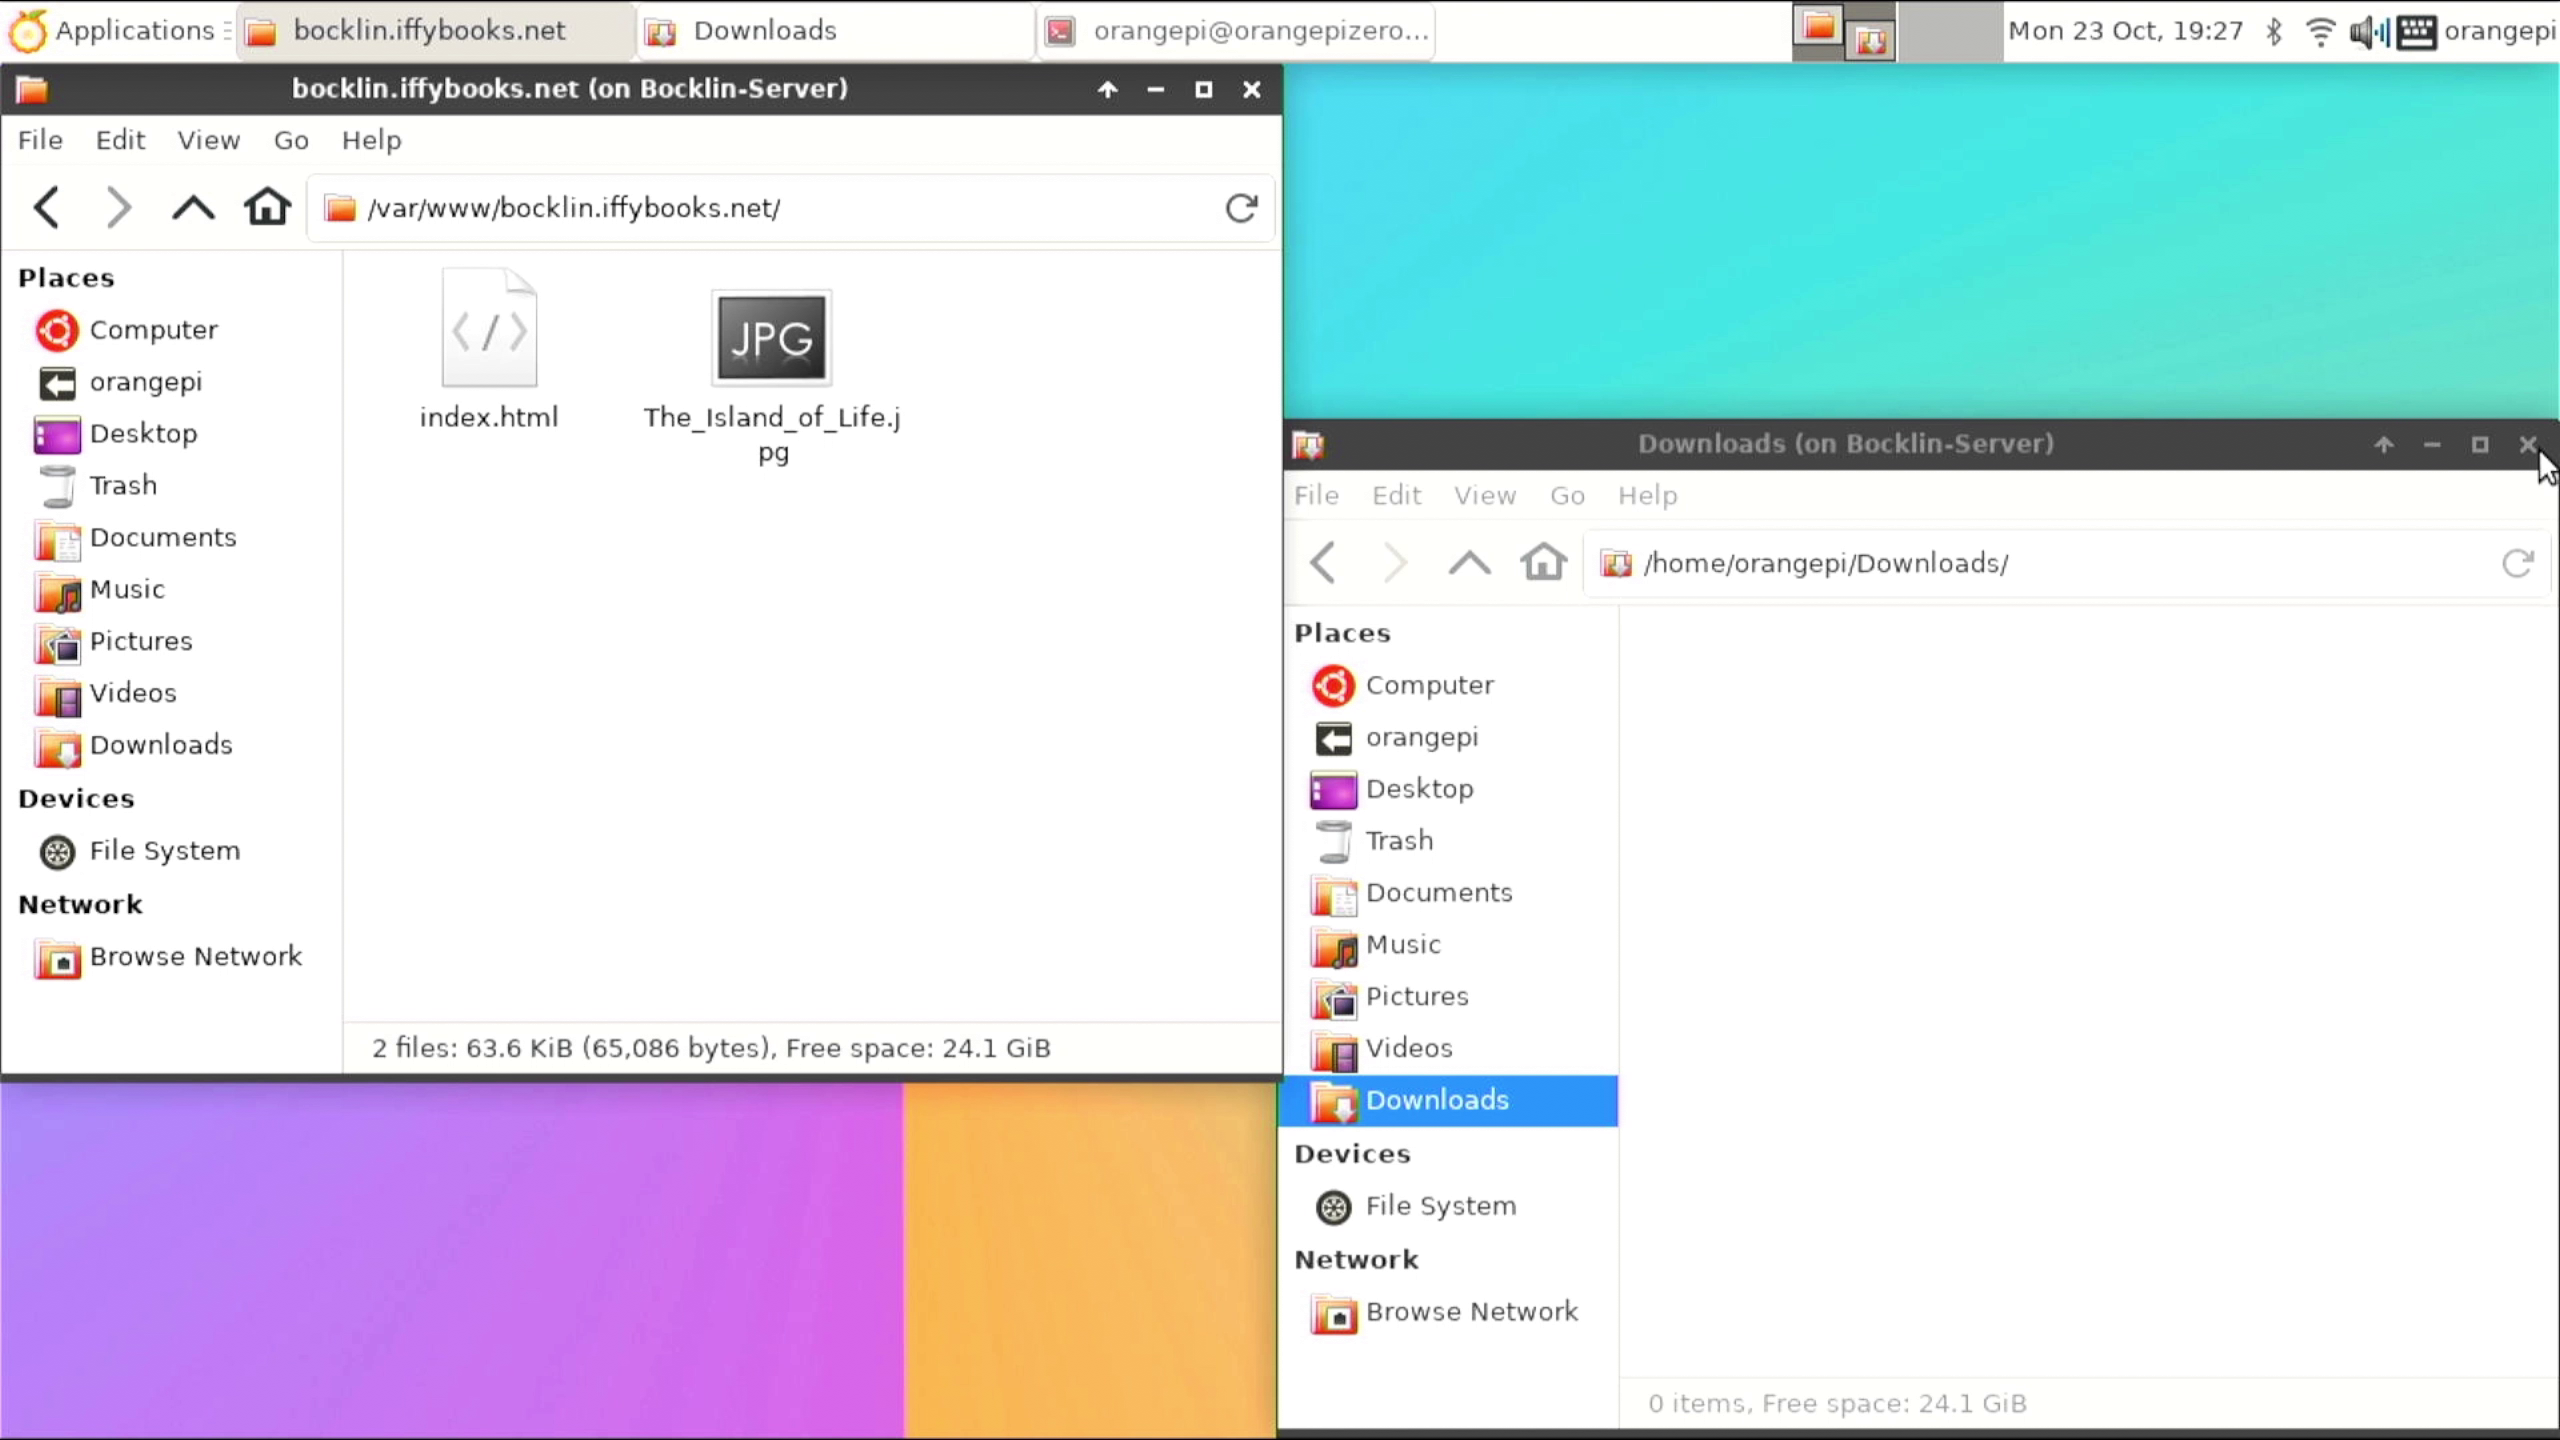 Applications
bocklin.iffybooks.net
Downloads
orangepi@orangepizero...
Mon 23 Oct, 19:27
orangepi
bocklin.iffybooks.net (on Bocklin-Server)
File Edit View Go Help
/var/www/bocklin.iffybooks.net/
Places
Computer
orangepi
Desktop
Trash
Documents
Music
Pictures
Videos
Downloads
Devices
File System
Network
Browse Network
</>
index.html
JPG
The_Island_of_Life.j
pg
2 files: 63.6 KiB (65,086 bytes), Free space: 24.1 GiB
Downloads (on Bocklin-Server)
File Edit View Go Help
/home/orangepi/Downloads/
Places
Computer
orangepi
Desktop
Trash
Documents
Music
Pictures
Videos
Downloads
Devices
File System
Network
Browse Network
0 items, Free space: 24.1 GiB